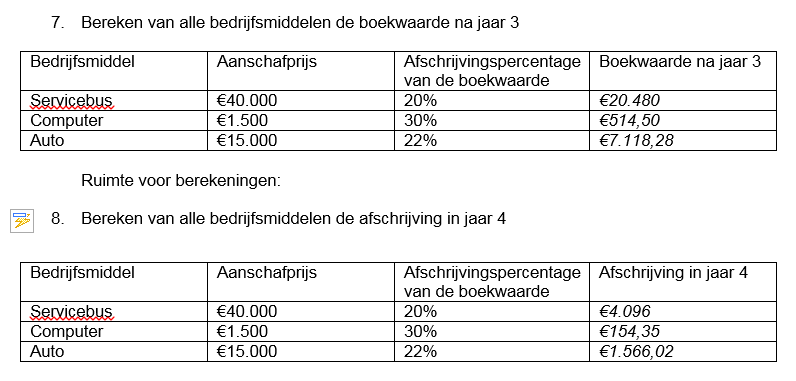 7. Bereken van alle bedrijfsmiddelen de boekwaarde na jaar 3
Bedrijfsmiddel Aanschafprijs Afschrijvingspercentage van de boekwaarde Boekwaarde na jaar 3
Servicebus €40.000 20% €20.480
Computer €1.500 30% €514,50
Auto €15.000 22% €7.118,28
Ruimte voor berekeningen:
8. Bereken van alle bedrijfsmiddelen de afschrijving in jaar 4
Bedrijfsmiddel Aanschafprijs Afschrijvingspercentage van de boekwaarde Afschrijving in jaar 4
Servicebus €40.000 20% €4.096
Computer €1.500 30% €154,35
Auto €15.000 22% €1.566,02